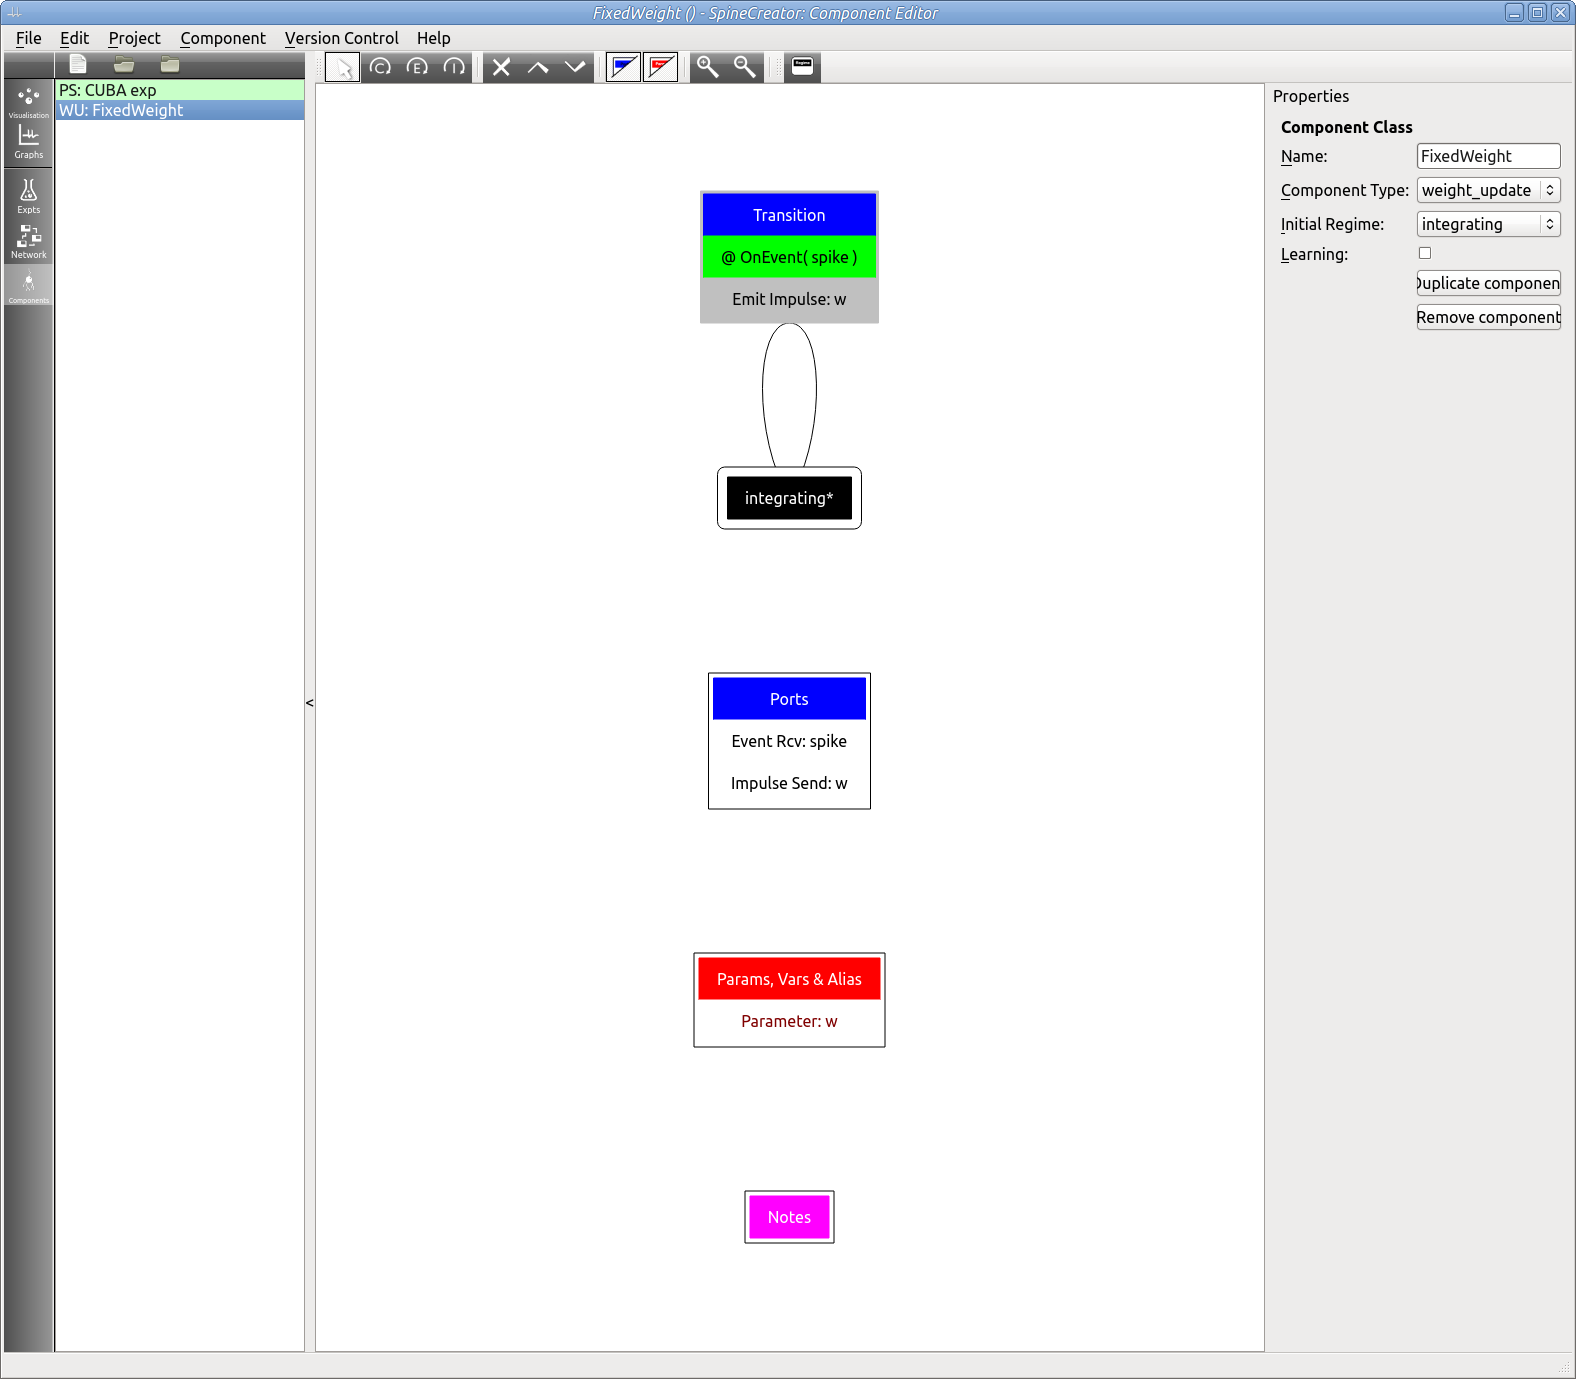 FixedWeight () - SpineCreator: Component Editor
File Edit Project Component Version Control Help
C E I
Regime
PS: CUBA exp
WU: FixedWeight
Visualisation
Graphs
Expts
Network
Components
<
Transition
@ OnEvent( spike )
Emit Impulse: w
integrating*
Ports
Event Rcv: spike
Impulse Send: w
Params, Vars & Alias
Parameter: w
Notes
Properties
Component Class
Name: FixedWeight
Component Type: weight_update
Initial Regime: integrating
Learning:
Duplicate componen
Remove component